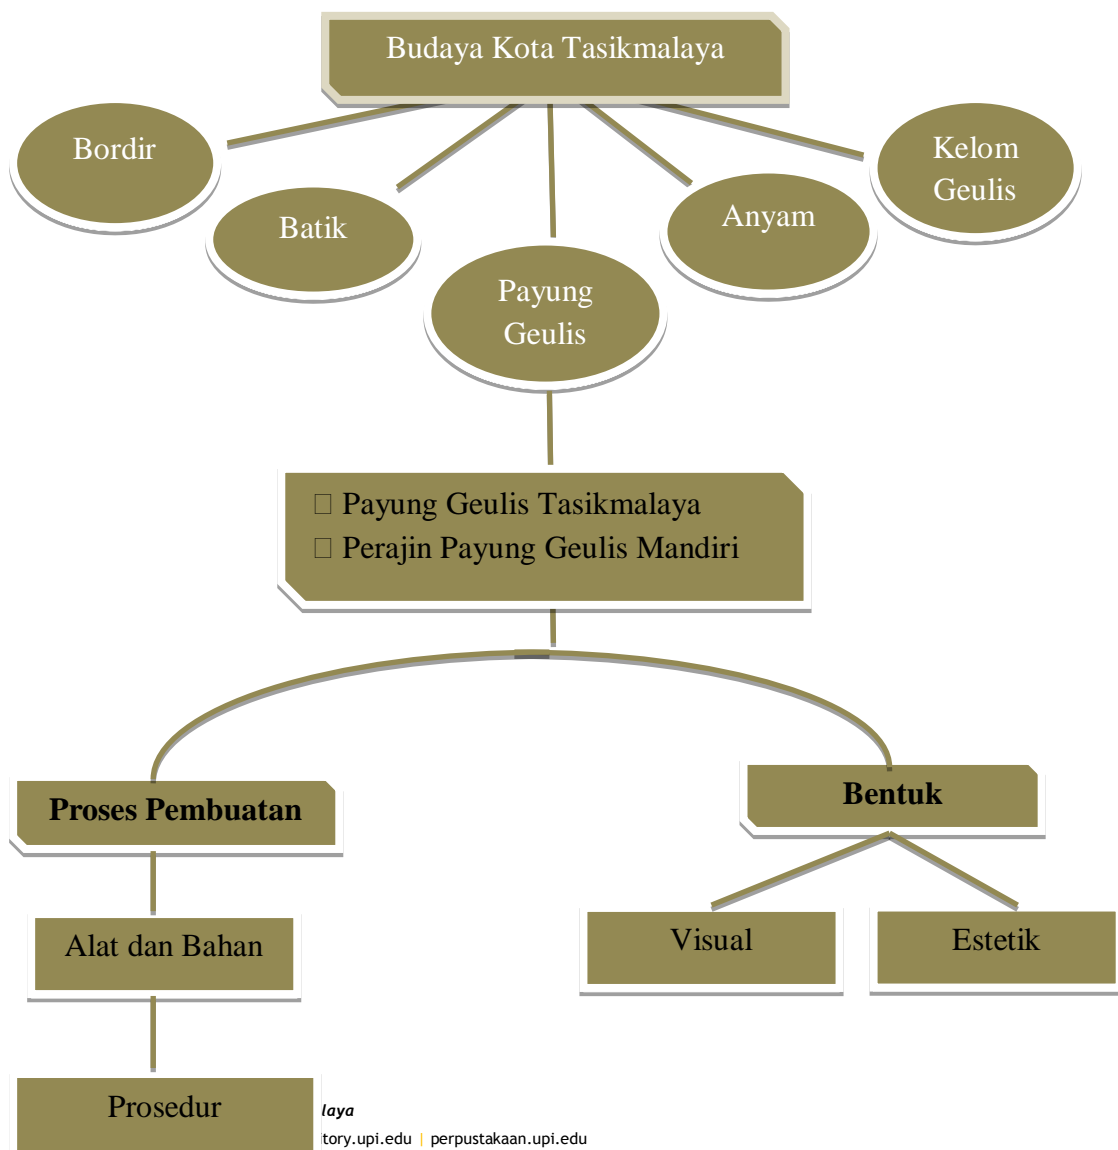 Budaya Kota Tasikmalaya
Bordir
Batik
Payung
Geulis
Anyam
Kelom
Geulis
Payung Geulis Tasikmalaya
Perajin Payung Geulis Mandiri
Proses Pembuatan
Bentuk
Alat dan Bahan
Visual
Estetik
Prosedur
laya
tory.upi.edu | perpustakaan.upi.edu